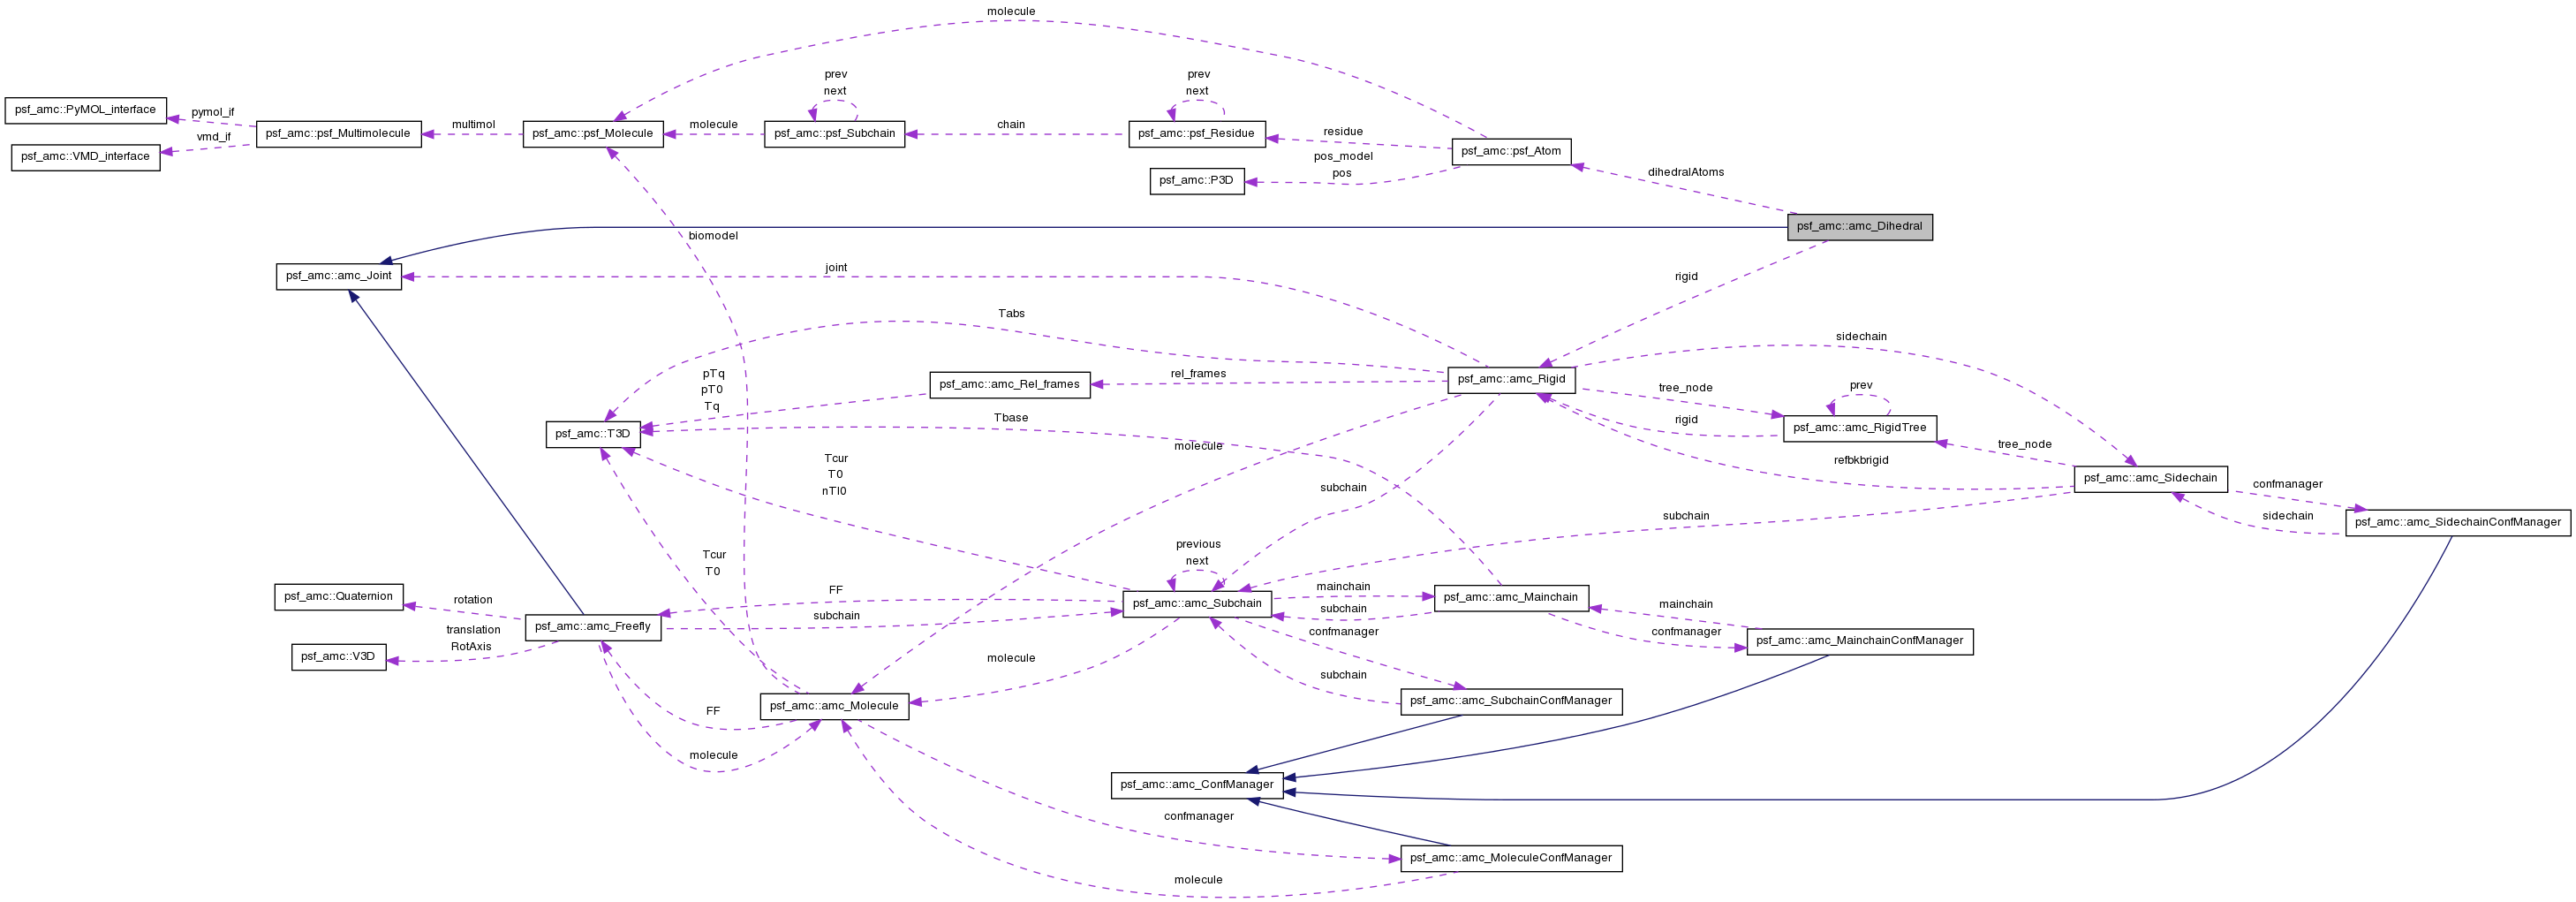 molecule
prev
next
prev
next
psf_amc::PyMOL_interface
pymol_if
vmd_if
psf_amc::VMD_interface
psf_amc::psf_Multimolecule
multimol
psf_amc::psf_Molecule
molecule
psf_amc::psf_Subchain
chain
psf_amc::psf_Residue
residue
pos_model
pos
psf_amc::P3D
psf_amc::psf_Atom
dihedralAtoms
psf_amc::amc_Dihedral
biomodel
psf_amc::amc_Joint
joint
rigid
Tabs
sidechain
pTq
pT0
Tq
psf_amc::amc_Rel_frames
rel_frames
psf_amc::amc_Rigid
tree_node
prev
rigid
psf_amc::amc_RigidTree
tree_node
psf_amc::T3D
Tbase
molecule
refbkbrigid
psf_amc::amc_Sidechain
confmanager
sidechain
psf_amc::amc_SidechainConfManager
Tcur
T0
nTl0
subchain
subchain
Tcur
T0
previous
next
psf_amc::Quaternion
rotation
psf_amc::amc_Freefly
translation
RotAxis
psf_amc::V3D
FF
subchain
psf_amc::amc_Subchain
mainchain
subchain
confmanager
psf_amc::amc_Mainchain
mainchain
confmanager
psf_amc::amc_MainchainConfManager
molecule
subchain
psf_amc::amc_SubchainConfManager
psf_amc::amc_Molecule
FF
molecule
psf_amc::amc_ConfManager
confmanager
psf_amc::amc_MoleculeConfManager
molecule